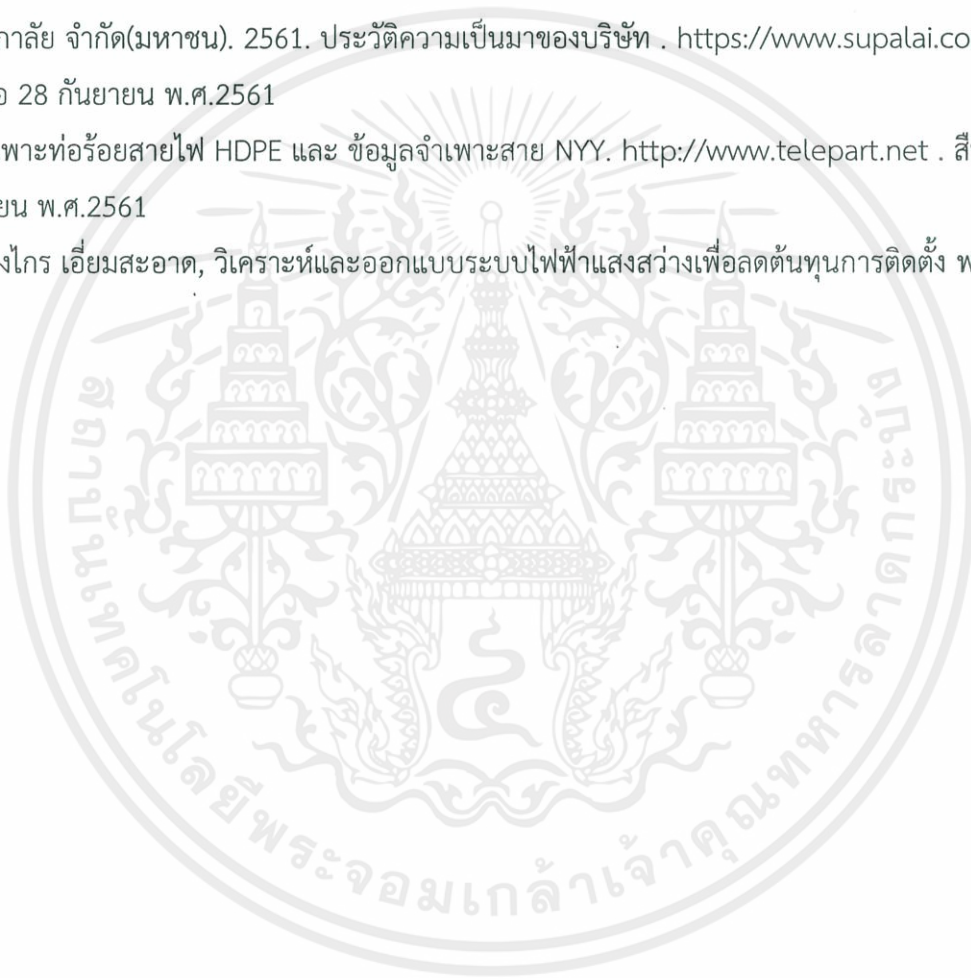 าลัย จำกัด(มหาชน). 2561. ประวัติความเป็นมาของบริษัท . https://www.supalai.co
28 กันยายน พ.ศ.2561
พาะท่อร้อยสายไฟ HDPE และ ข้อมูลจำเพาะสาย NYY. http://www.telepart.net . สื
ยน พ.ศ.2561
งไกร เอี่ยมสะอาด, วิเคราะห์และออกแบบระบบไฟฟ้าแสงสว่างเพื่อลดต้นทุนการติดตั้ง พ
สถาบันเทคโนโลยีพระจอมเกล้าเจ้าคุณทหารลาดกระบัง